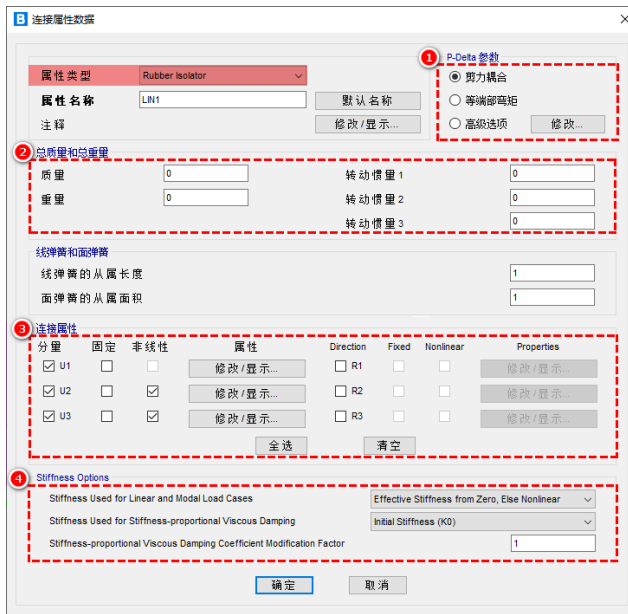 B 连接属性数据
1 P-Delta 参数
属性类型 Rubber Isolator 剪力耦合
属性名称 LIN1 默认名称 等端部弯矩
注释 修改/显示... 高级选项 修改...
2 总质量和总重量
质量 0 转动惯量 1 0
重量 0 转动惯量 2 0
转动惯量 3 0
线弹簧和面弹簧
线弹簧的从属长度 1
面弹簧的从属面积 1
3 连接属性
分量 固定 非线性 属性 Direction Fixed Nonlinear Properties
U1 修改/显示... R1 修改/显示...
U2 修改/显示... R2 修改/显示...
U3 修改/显示... R3 修改/显示...
全选 清空
4 Stiffness Options
Stiffness Used for Linear and Modal Load Cases Effective Stiffness from Zero, Else Nonlinear
Stiffness Used for Stiffness-proportional Viscous Damping Initial Stiffness (K0)
Stiffness-proportional Viscous Damping Coefficient Modification Factor 1
确定 取消